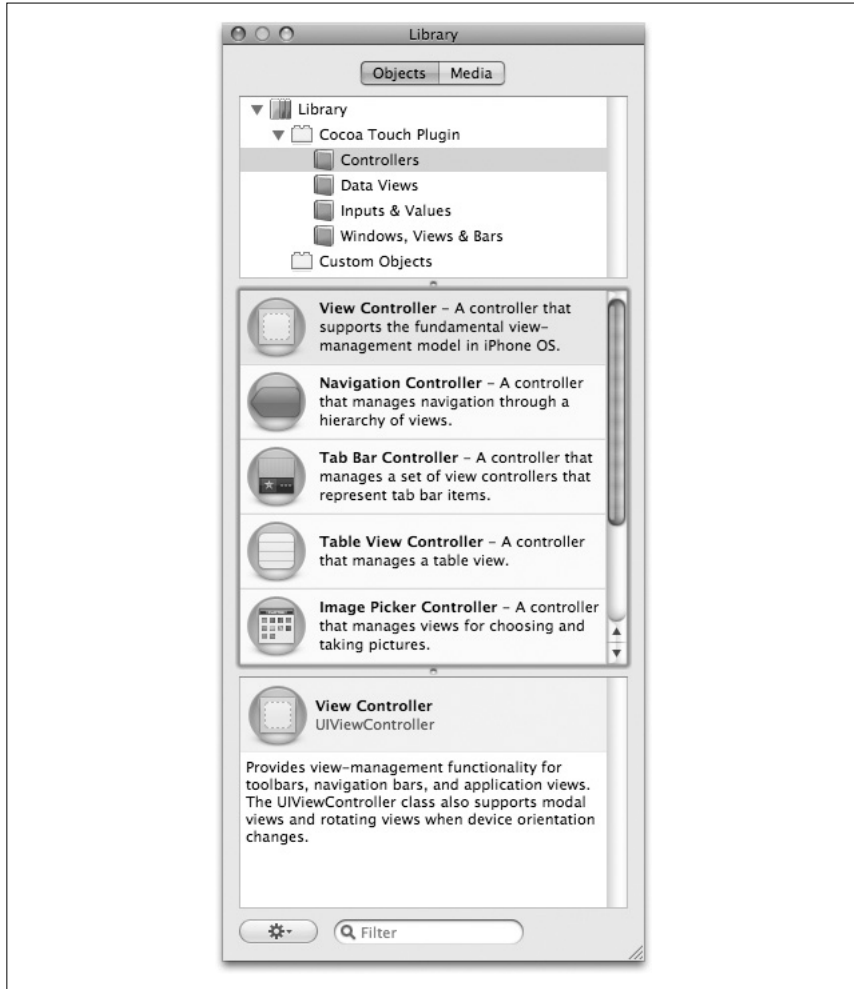 Library
Objects Media
Library
Cocoa Touch Plugin
Controllers
Data Views
Inputs & Values
Windows, Views & Bars
Custom Objects
View Controller – A controller that
supports the fundamental view-
management model in iPhone OS.
Navigation Controller – A controller
that manages navigation through a
hierarchy of views.
Tab Bar Controller – A controller that
manages a set of view controllers that
represent tab bar items.
Table View Controller – A controller
that manages a table view.
Image Picker Controller – A controller
that manages views for choosing and
taking pictures.
View Controller
UIViewController
Provides view-management functionality for
toolbars, navigation bars, and application views.
The UIViewController class also supports modal
views and rotating views when device orientation
changes.
Filter